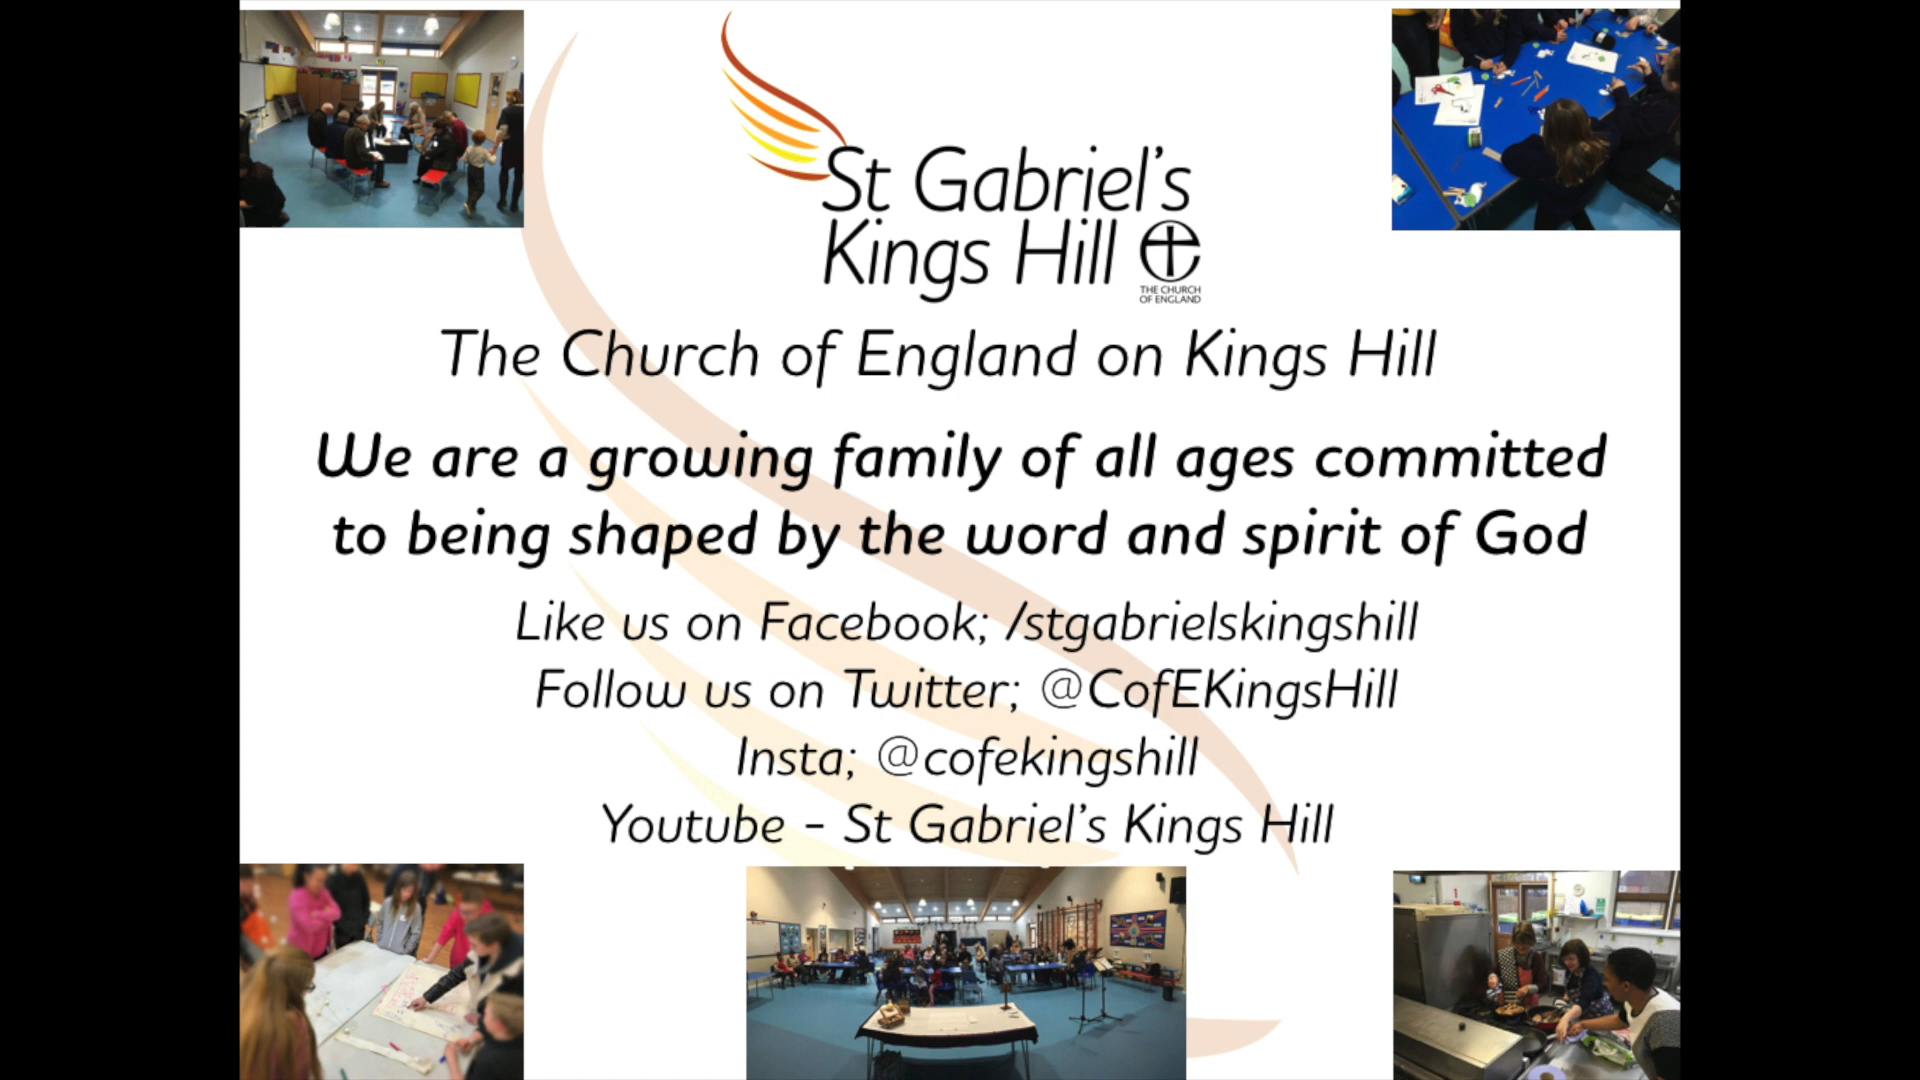 St Gabriel's
Kings Hill
THE CHURCH
OF ENGLAND
The Church of England on Kings Hill
We are a growing family of all ages committed
to being shaped by the word and spirit of God
Like us on Facebook; /stgabrielskingshill
Follow us on Twitter; @CofEKingsHill
Insta; @cofekingshill
Youtube - St Gabriel's Kings Hill